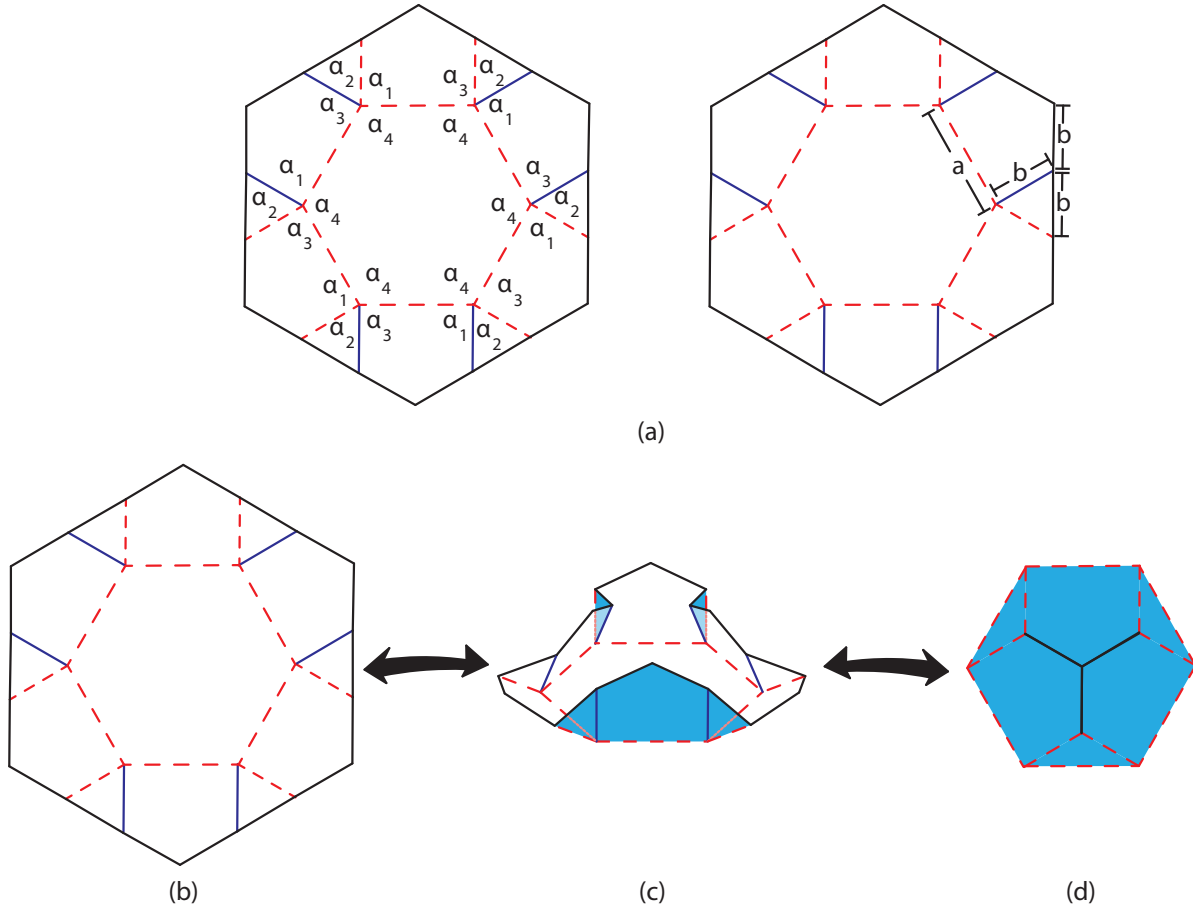 α2 α1 α3 α2
α3 α4 α4 α1
α1 α3
α2 α4 α4 α2
α3 α1
α1 α4 α4 α3
α2 α3 α1 α2
a
b
b
b
(a)
(b)
(c)
(d)